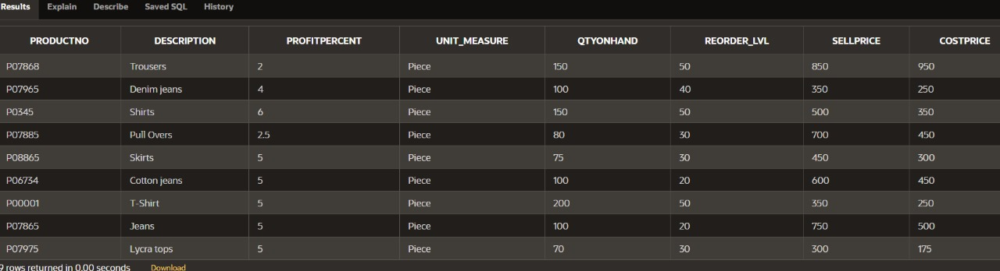 Results Explain Describe Saved SQL History
PRODUCTNO DESCRIPTION PROFITPERCENT UNIT_MEASURE QTYONHAND REORDER_LVL SELLPRICE COSTPRICE
P07868 Trousers 2 Piece 150 50 850 950
P07965 Denim jeans 4 Piece 100 40 350 250
P0345 Shirts 6 Piece 150 50 500 350
P07885 Pull Overs 2.5 Piece 80 30 700 450
P08865 Skirts 5 Piece 75 30 450 300
P06734 Cotton jeans 5 Piece 100 20 600 450
P00001 T-Shirt 5 Piece 200 50 350 250
P07865 Jeans 5 Piece 100 20 750 500
P07975 Lycra tops 5 Piece 70 30 300 175
9 rows returned in 0.00 seconds Download